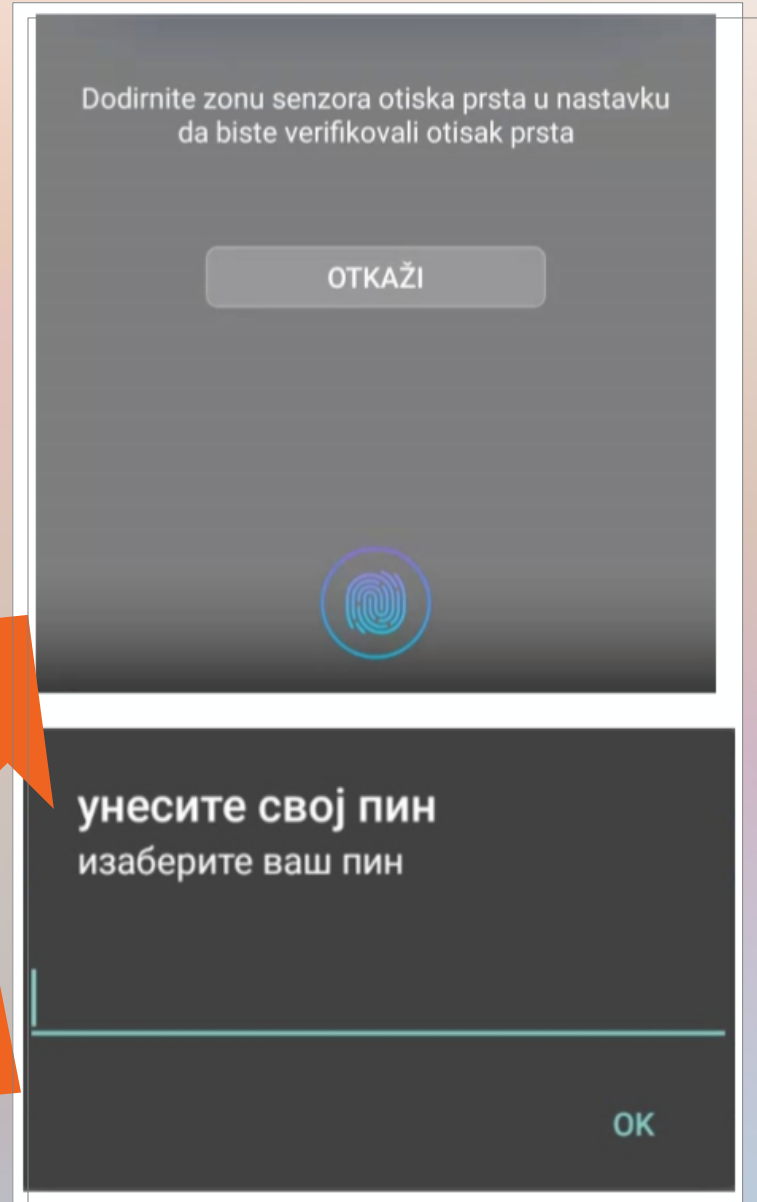 Dodirnite zonu senzora otiska prsta u nastavku
da biste verifikovali otisak prsta
OTKAŽI
унесите свој пин
изаберите ваш пин
OK